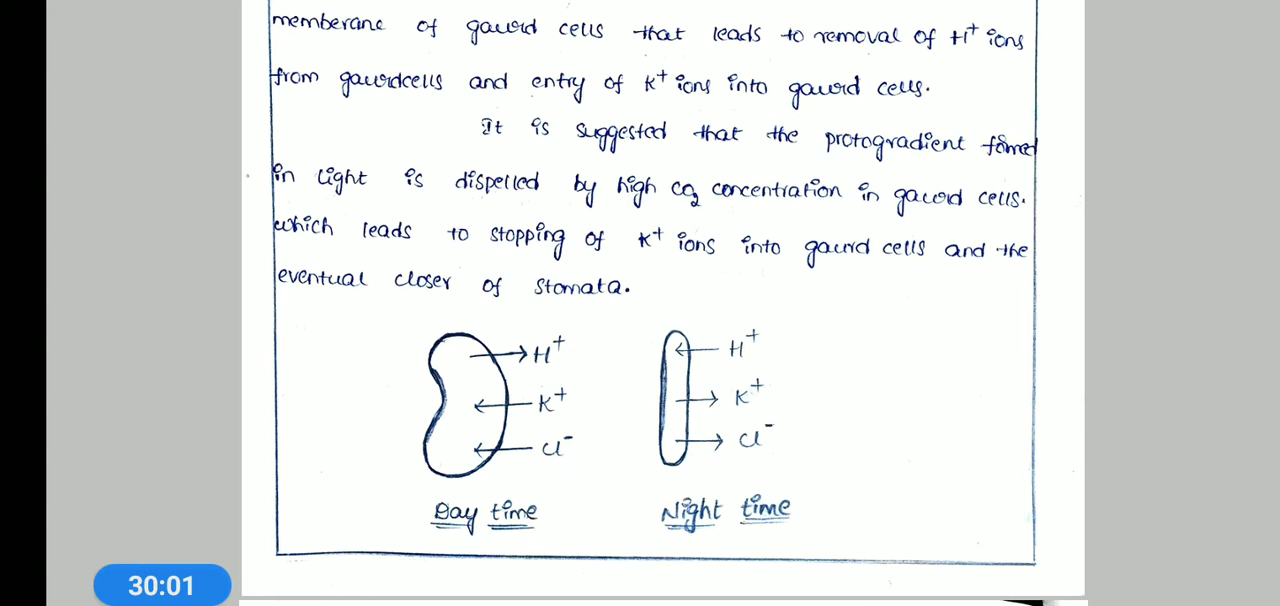 memberane of gaurd cells that leads to removal of H⁺ ions
from gaurdcells and entry of K⁺ ions into gaurd cells.
It is suggested that the protogradient formed
in light is dispelled by high CO₂ concentration in gaurd cells.
which leads to stopping of K⁺ ions into gaurd cells and the
eventual closer of stomata.
H⁺ H⁺
K⁺ K⁺
Cl⁻ Cl⁻
Day time Night time
30:01